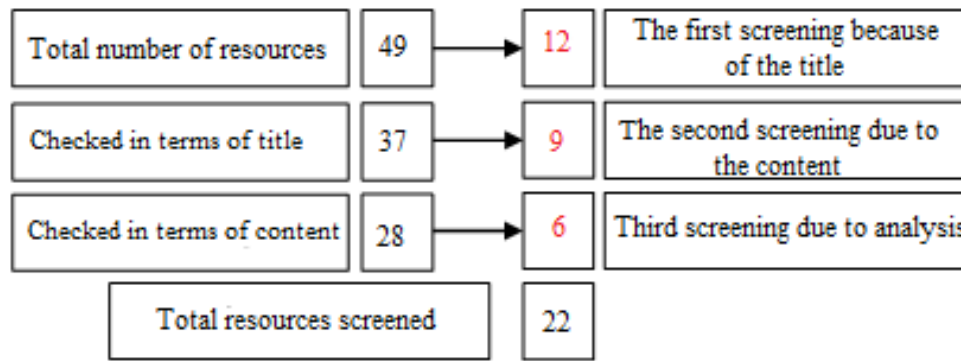 Total number of resources 49 12 The first screening because
of the title
Checked in terms of title 37 9 The second screening due to
the content
Checked in terms of content 28 6 Third screening due to analysis
Total resources screened 22